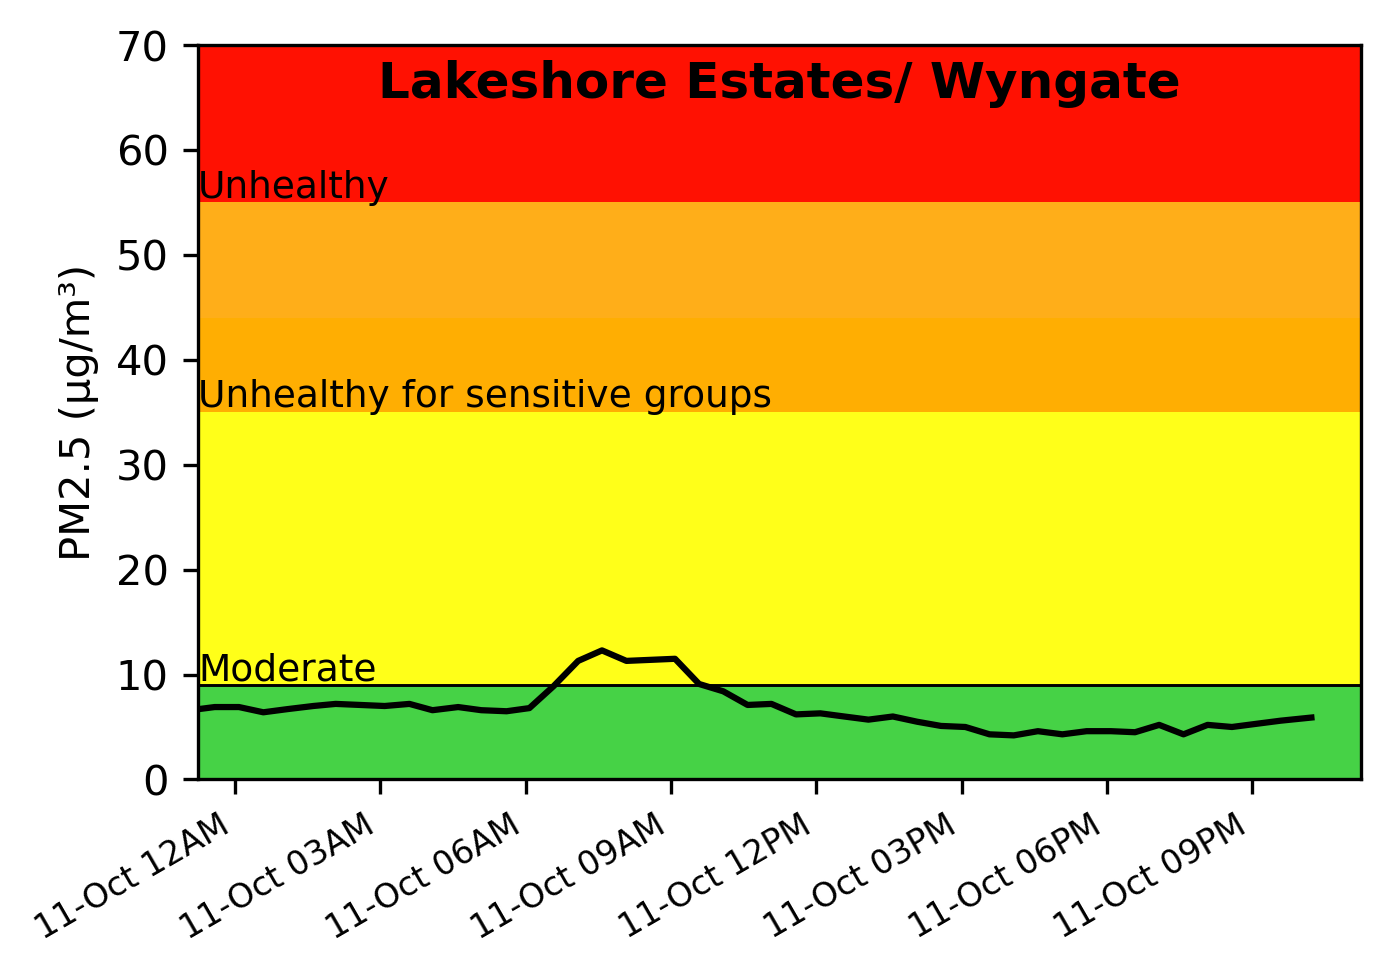 Lakeshore Estates/ Wyngate
PM2.5 (µg/m³)
70
60
50
40
30
20
10
0
Unhealthy
Unhealthy for sensitive groups
Moderate
11-Oct 12AM
11-Oct 03AM
11-Oct 06AM
11-Oct 09AM
11-Oct 12PM
11-Oct 03PM
11-Oct 06PM
11-Oct 09PM